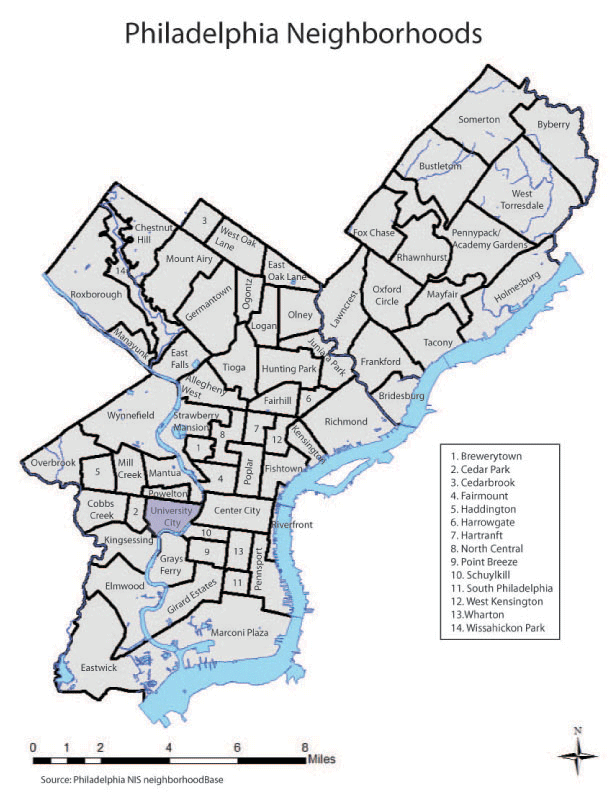 Philadelphia Neighborhoods
Somerton
Byberry
Bustleton
West
Torresdale
Fox Chase
Pennypack/
Academy Gardens
Rhawnhurst
Chestnut
Hill
3
West Oak
Lane
Mount Airy
East
Oak Lane
14
Roxborough
Germantown
Ogontz
Logan
Olney
Lawncrest
Oxford
Circle
Mayfair
Holmesburg
Manayunk
East
Falls
Juniata Park
Tacony
Tioga
Hunting Park
Frankford
Allegheny
West
Fairhill
6
Bridesburg
Wynnefield
Strawberry
Mansion
8
7
12
Kensington
Richmond
1
Overbrook
5
Mill
Creek
Mantua
4
Poplar
Fishtown
Powelton
Cobbs
Creek
2
University
City
Center City
Riverfront
Kingsessing
10
9
13
Grays
Ferry
Pennsport
Elmwood
Girard Estates
11
Marconi Plaza
Eastwick
1. Brewerytown
2. Cedar Park
3. Cedarbrook
4. Fairmount
5. Haddington
6. Harrowgate
7. Hartranft
8. North Central
9. Point Breeze
10. Schuylkill
11. South Philadelphia
12. West Kensington
13.Wharton
14. Wissahickon Park
N
0 1 2 4 6 8
Miles
Source: Philadelphia NIS neighborhoodBase